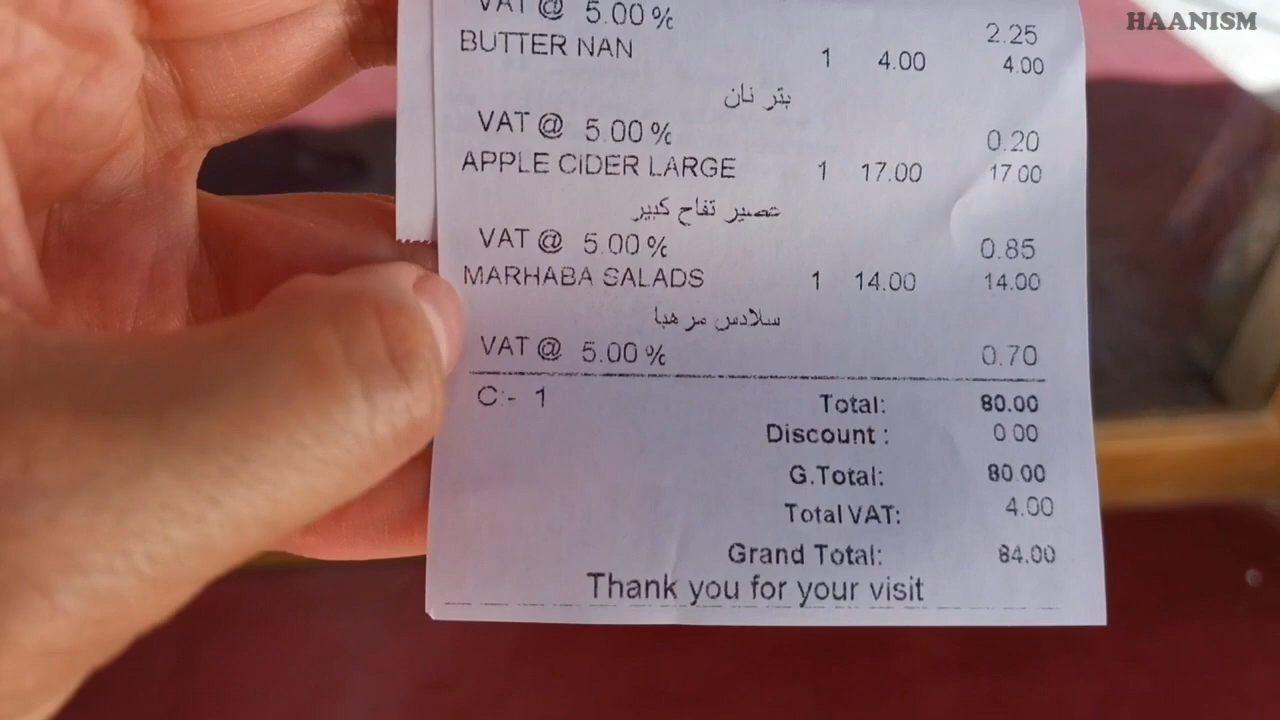 HAANISM
VAT @ 5.00 % 2.25
BUTTER NAN 1 4.00 4.00
بتر نان
VAT @ 5.00 % 0.20
APPLE CIDER LARGE 1 17.00 17.00
عصير تفاح كبير
VAT @ 5.00 % 0.85
MARHABA SALADS 1 14.00 14.00
سلادس مرهبا
VAT @ 5.00 % 0.70
C:- 1 Total: 80.00
Discount : 0.00
G.Total: 80.00
Total VAT: 4.00
Grand Total: 84.00
Thank you for your visit